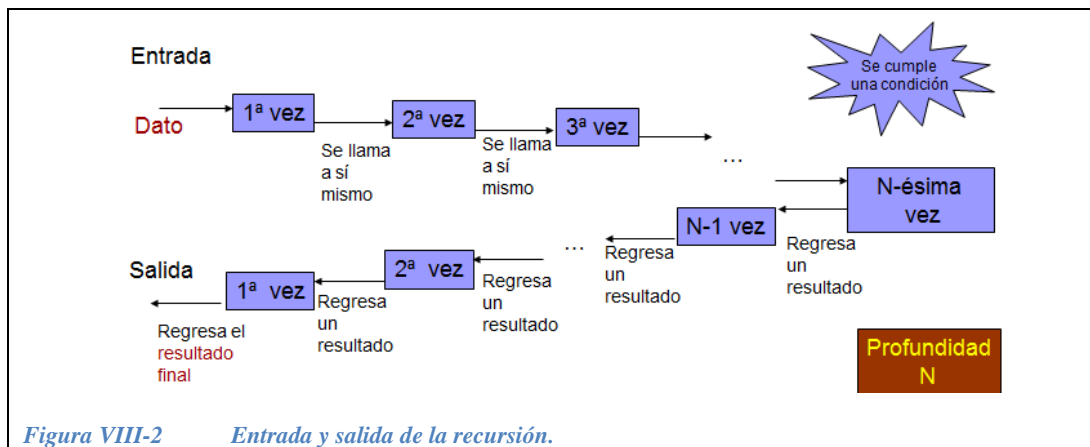 Entrada
Se cumple
una condición
Dato
1ª vez
2ª vez
3ª vez
Se llama
a sí
mismo
Se llama
a sí
mismo
...
N-ésima
vez
Salida
1ª vez
2ª vez
...
N-1 vez
Regresa el
resultado
final
Regresa
un
resultado
Regresa
un
resultado
Regresa
un
resultado
Regresa
un
resultado
Profundidad
N
Figura VIII-2 Entrada y salida de la recursión.